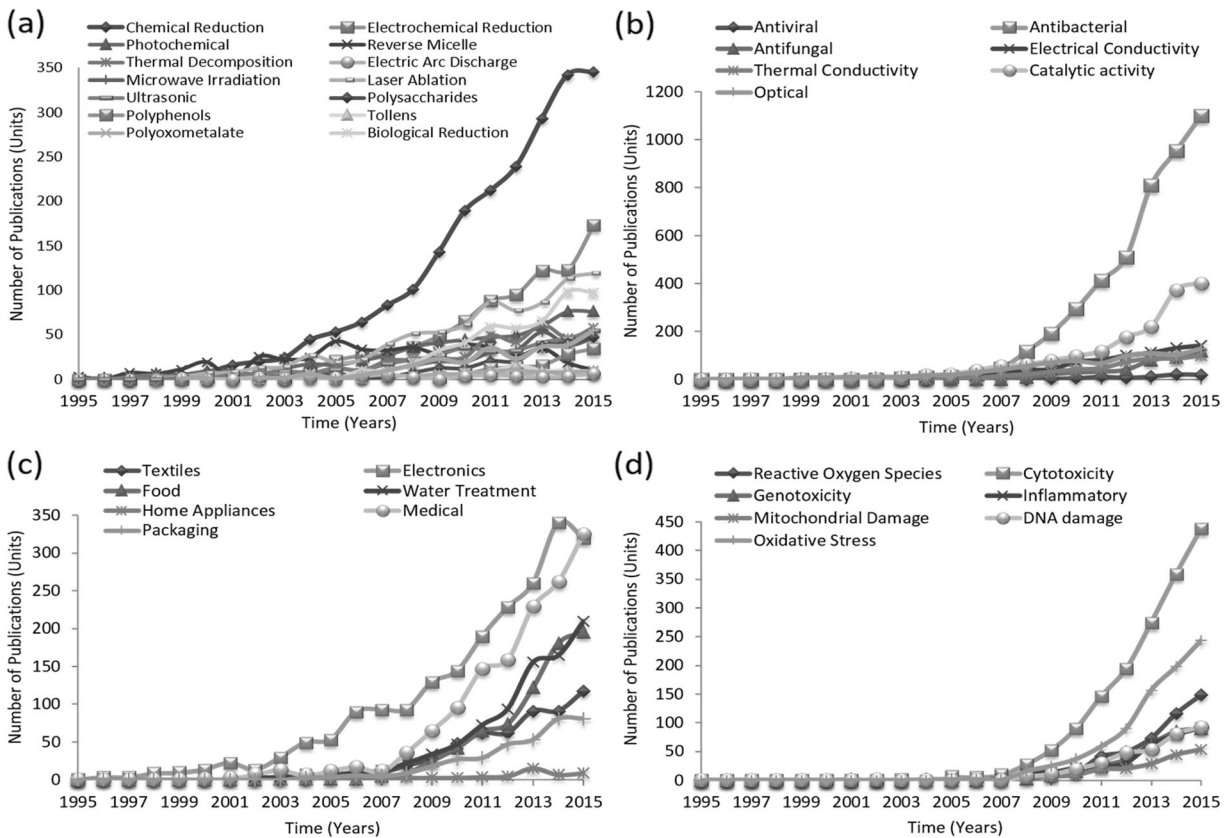 (a)
Chemical Reduction Electrochemical Reduction
Photochemical Reverse Micelle
Thermal Decomposition Electric Arc Discharge
Microwave Irradiation Laser Ablation
Ultrasonic Polysaccharides
Polyphenols Tollens
Polyoxometalate Biological Reduction
Number of Publications (Units)
350
300
250
200
150
100
50
0
1995 1997 1999 2001 2003 2005 2007 2009 2011 2013 2015
Time (Years)
(b)
Antiviral Antibacterial
Antifungal Electrical Conductivity
Thermal Conductivity Catalytic activity
Optical
Number of Publications (Units)
1200
1000
800
600
400
200
0
1995 1997 1999 2001 2003 2005 2007 2009 2011 2013 2015
Time (Years)
(c)
Textiles Electronics
Food Water Treatment
Home Appliances Medical
Packaging
Number of Publications (Units)
350
300
250
200
150
100
50
0
1995 1997 1999 2001 2003 2005 2007 2009 2011 2013 2015
Time (Years)
(d)
Reactive Oxygen Species Cytotoxicity
Genotoxicity Inflammatory
Mitochondrial Damage DNA damage
Oxidative Stress
Number of Publications (Units)
450
400
350
300
250
200
150
100
50
0
1995 1997 1999 2001 2003 2005 2007 2009 2011 2013 2015
Time (Years)